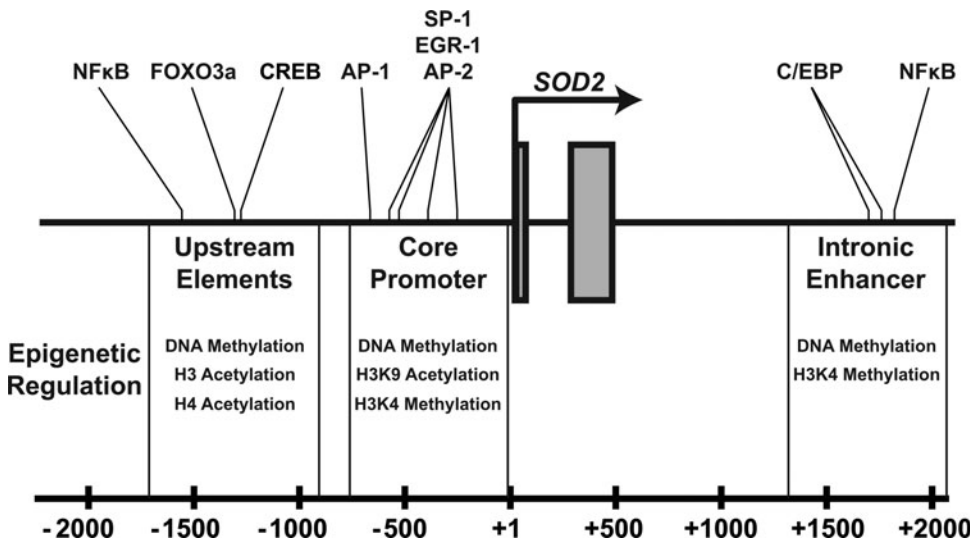 SP-1
EGR-1
NFκB FOXO3a CREB AP-1 AP-2 SOD2 C/EBP NFκB
Upstream Elements
Core Promoter
Intronic Enhancer
Epigenetic Regulation
DNA Methylation
H3 Acetylation
H4 Acetylation
DNA Methylation
H3K9 Acetylation
H3K4 Methylation
DNA Methylation
H3K4 Methylation
-2000 -1500 -1000 -500 +1 +500 +1000 +1500 +2000